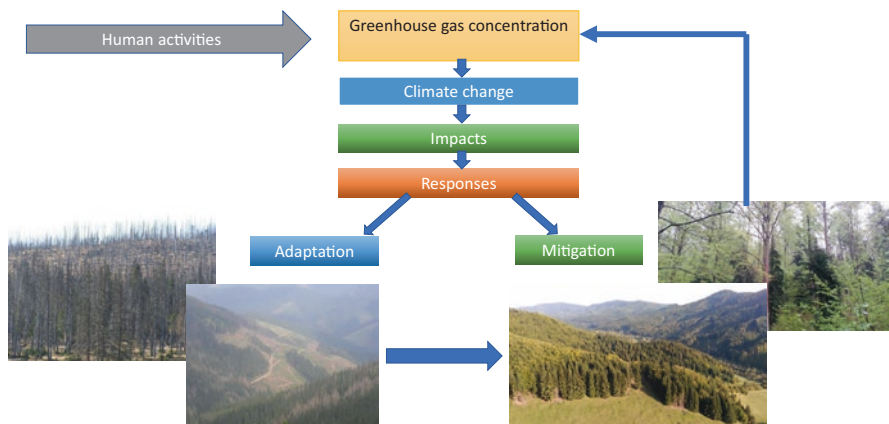 Human activities
Greenhouse gas concentration
Climate change
Impacts
Responses
Adaptation
Mitigation